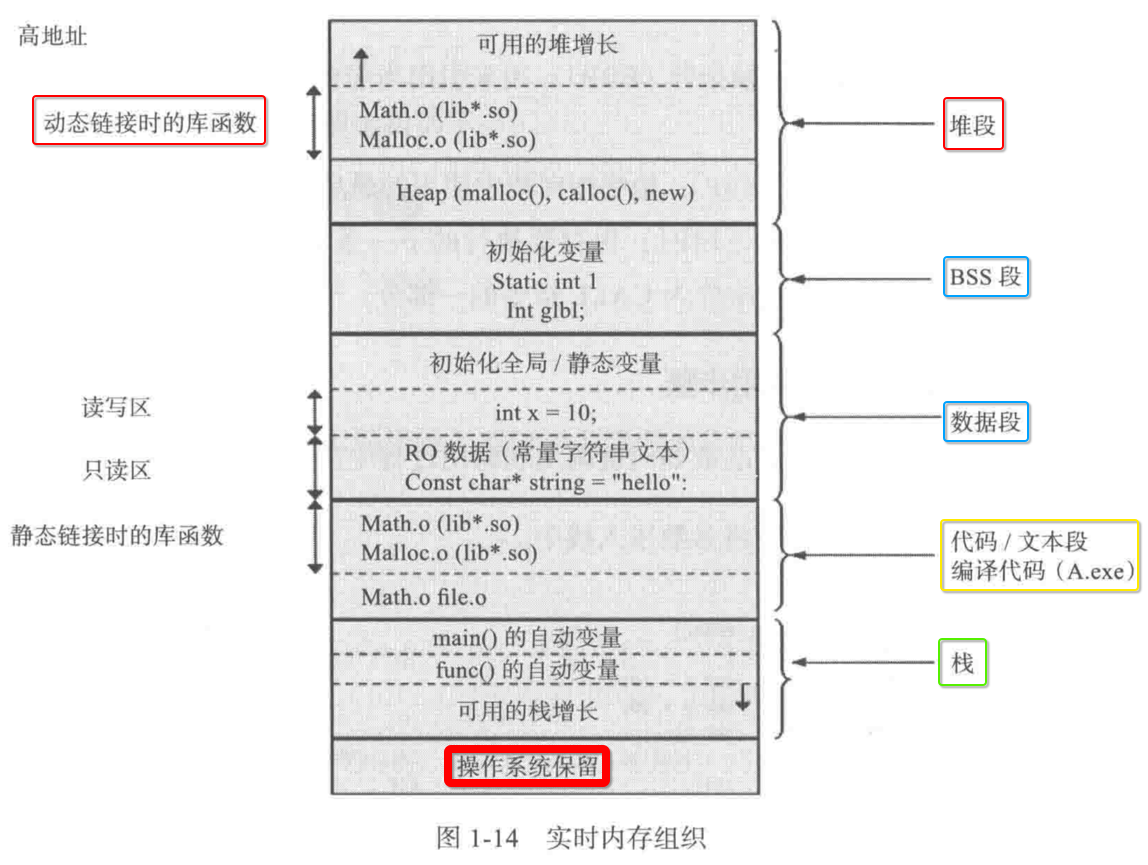 高地址
可用的堆增长
动态链接时的库函数
Math.o (lib*.so)
Malloc.o (lib*.so)
堆段
Heap (malloc(), calloc(), new)
初始化变量
Static int 1
Int glbl;
BSS 段
初始化全局 / 静态变量
读写区
int x = 10;
数据段
只读区
RO 数据（常量字符串文本）
Const char* string = "hello":
静态链接时的库函数
Math.o (lib*.so)
Malloc.o (lib*.so)
代码 / 文本段
编译代码（A.exe）
Math.o file.o
main() 的自动变量
func() 的自动变量
栈
可用的栈增长
操作系统保留
图 1-14 实时内存组织